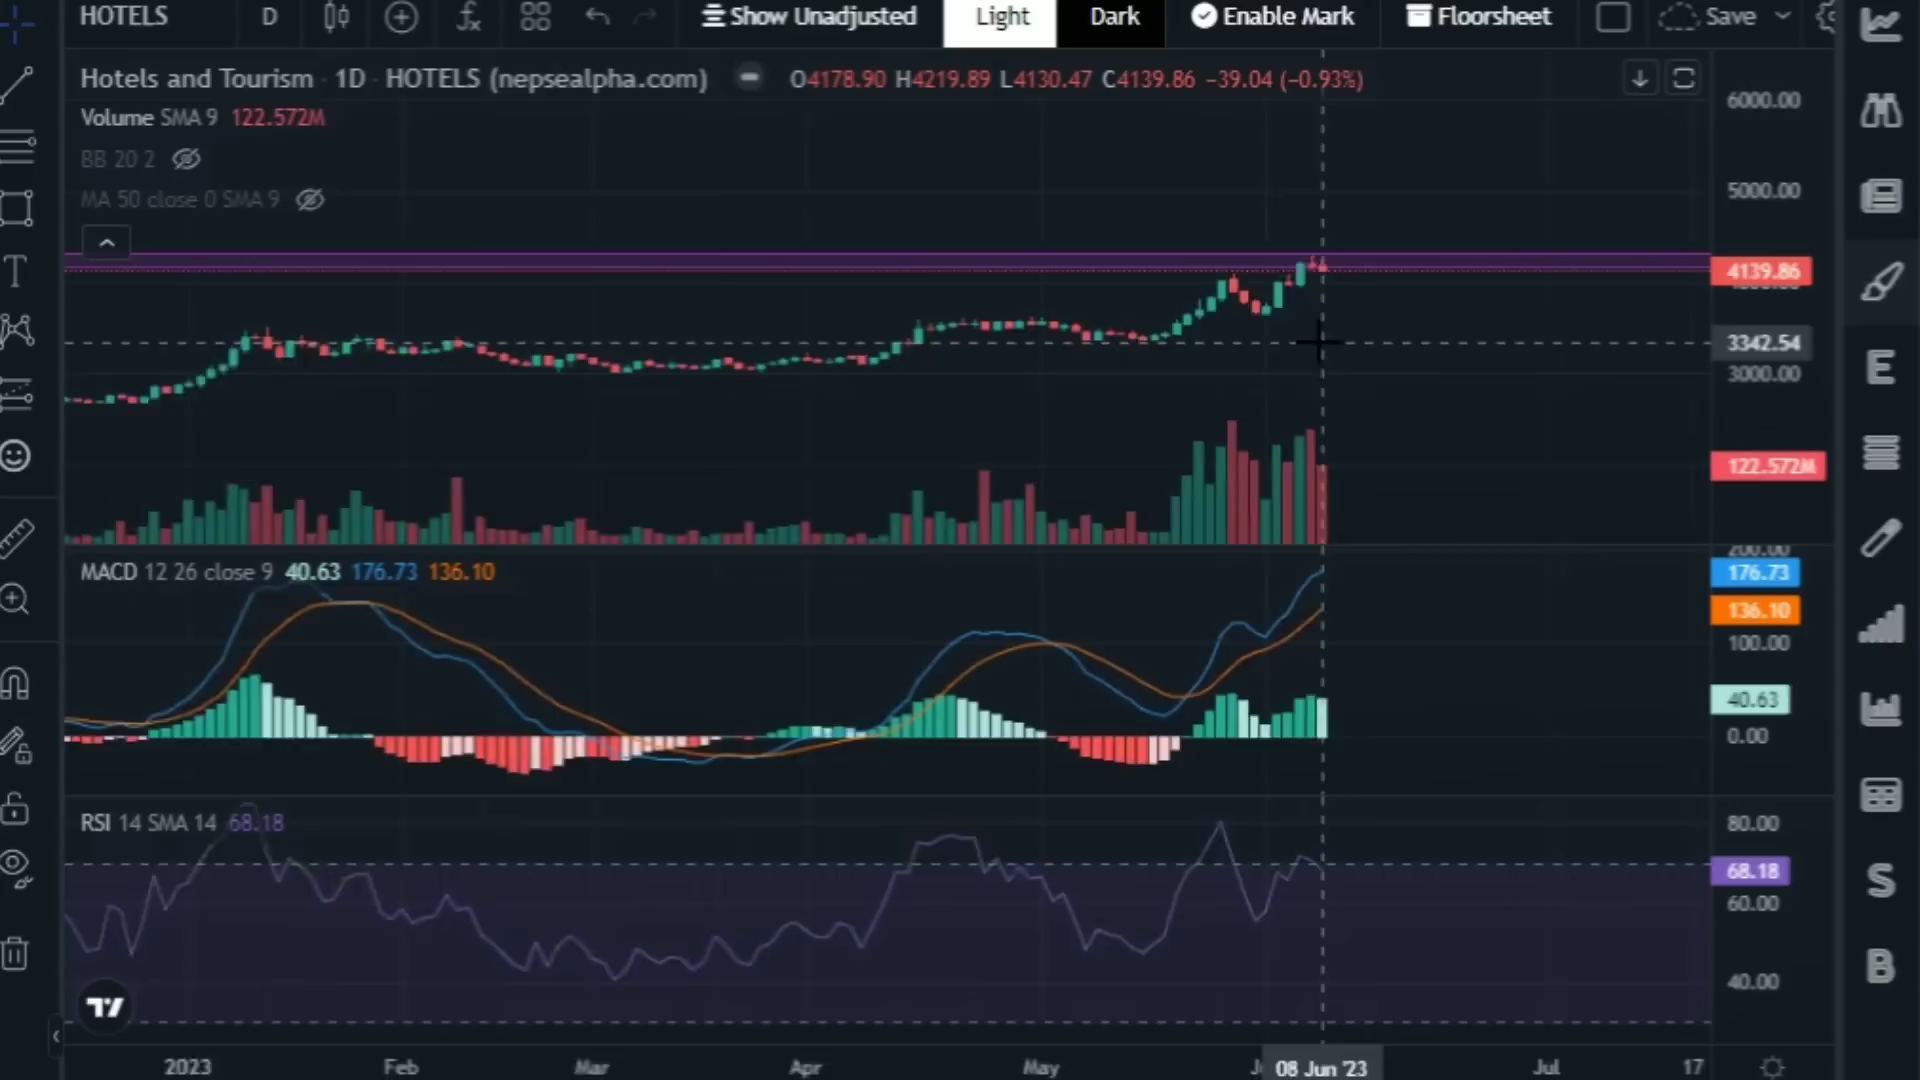 HOTELS D Show Unadjusted Light Dark Enable Mark Floorsheet Save
Hotels and Tourism · 1D · HOTELS (nepsealpha.com) O4178.90 H4219.89 L4130.47 C4139.86 −39.04 (−0.93%)
Volume SMA 9 122.572M
BB 20 2
MA 50 close 0 SMA 9
6000.00
5000.00
4139.86
3342.54
3000.00
122.572M
MACD 12 26 close 9 40.63 176.73 136.10
200.00
176.73
136.10
100.00
40.63
0.00
RSI 14 SMA 14 68.18
80.00
68.18
60.00
40.00
2023 Feb Mar Apr May 08 Jun '23 Jul 17
T
E
S
B